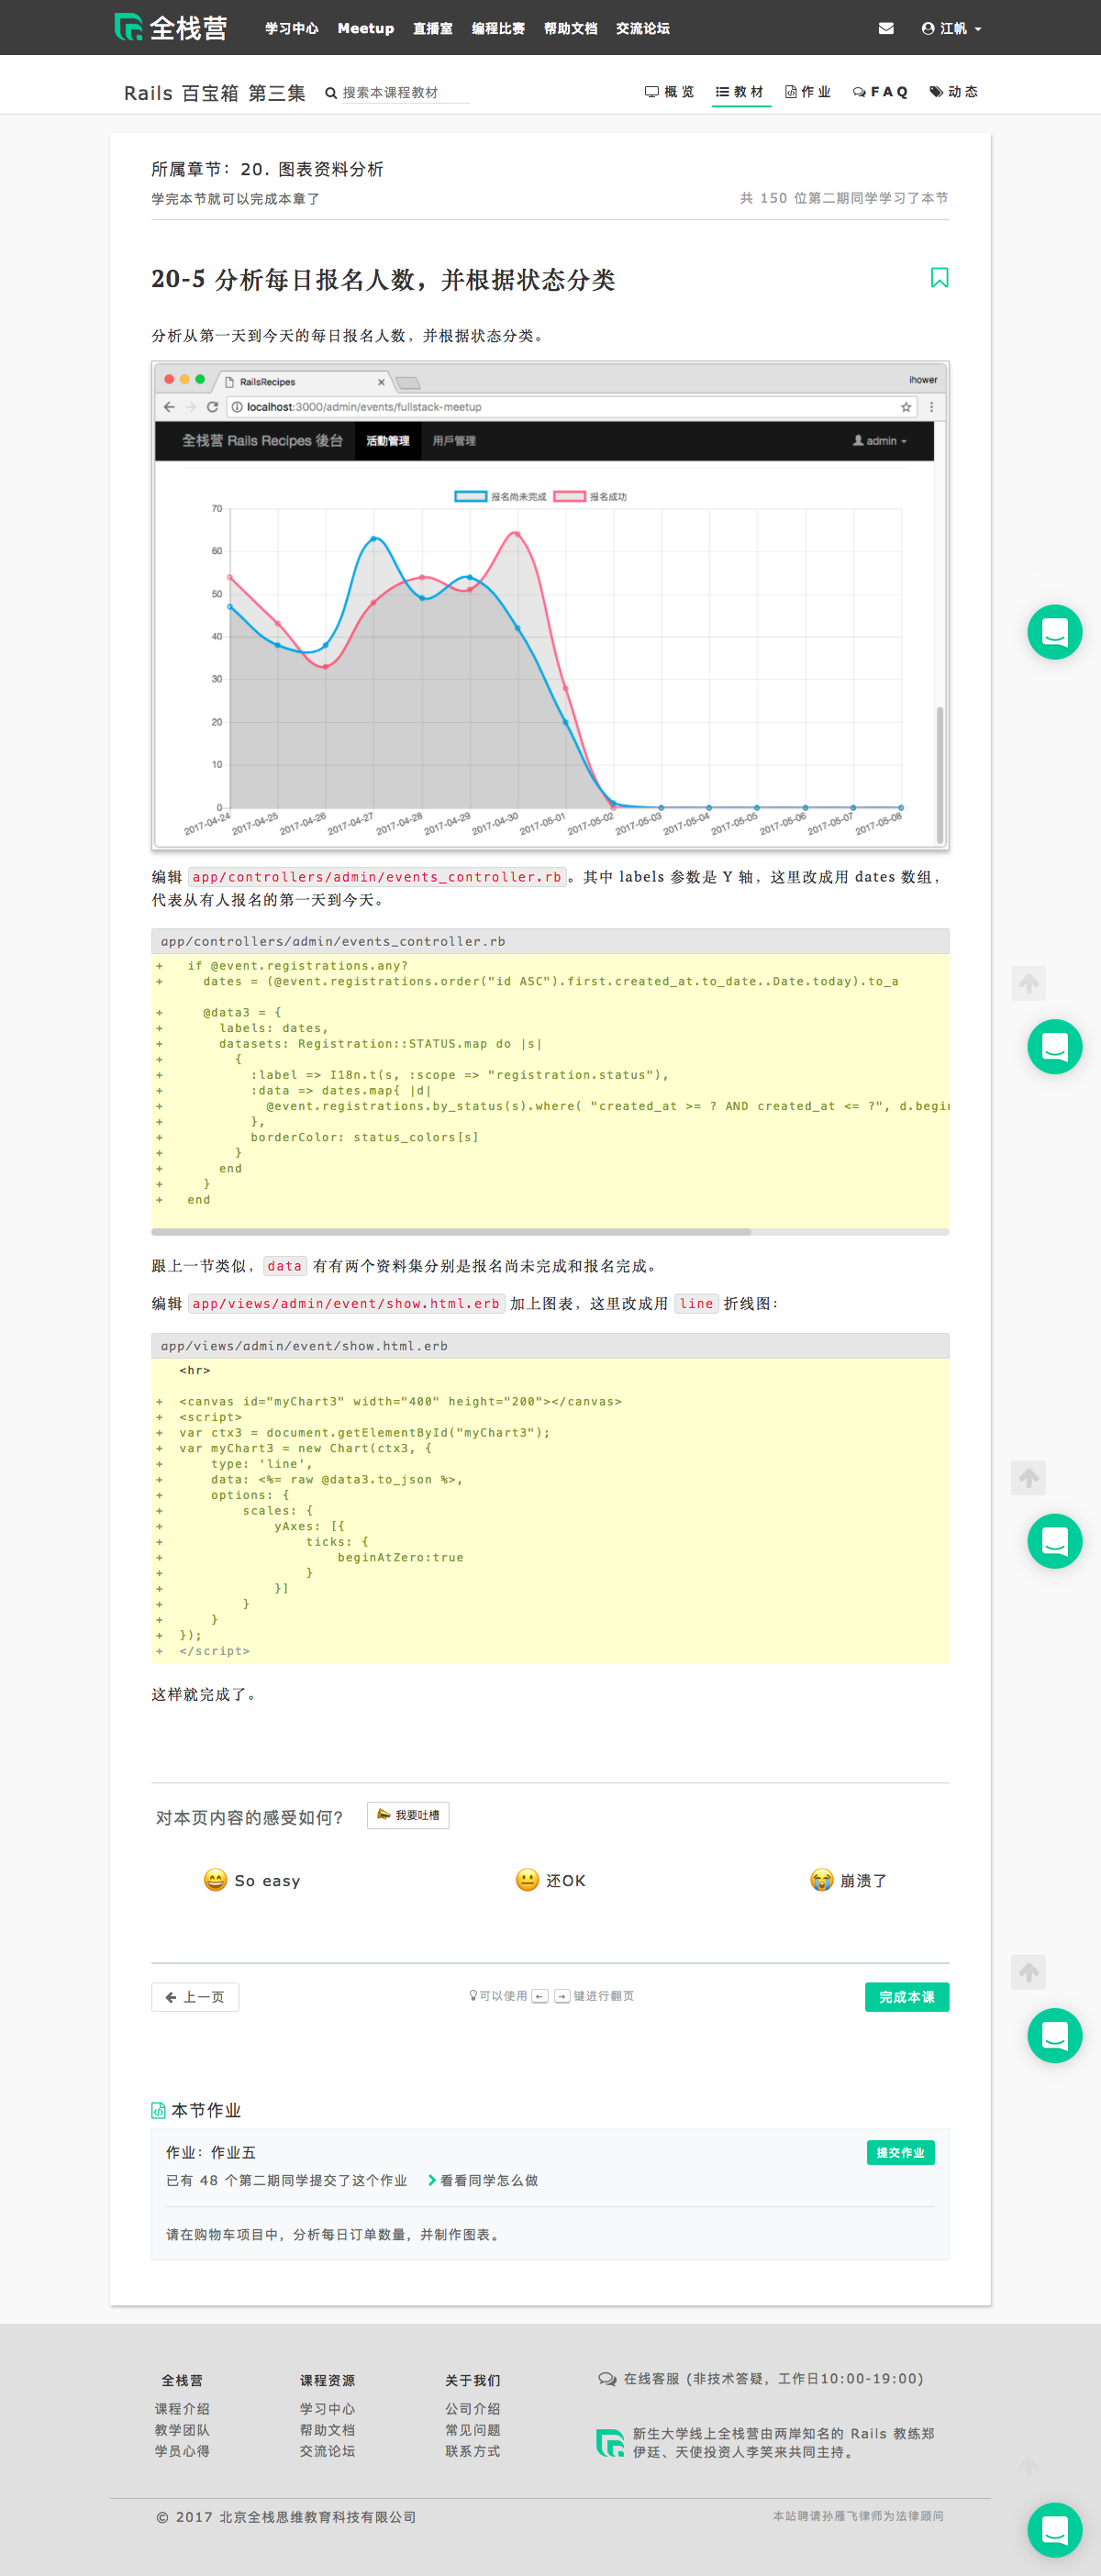 全栈营 学习中心 Meetup 直播室 编程比赛 帮助文档 交流论坛 江帆
Rails 百宝箱 第三集 搜索本课程教材 概览 教材 作业 FAQ 动态
所属章节：20. 图表资料分析
学完本节就可以完成本章了 共 150 位第二期同学学习了本节
20-5 分析每日报名人数，并根据状态分类
分析从第一天到今天的每日报名人数，并根据状态分类。
RailsRecipes ihower
localhost:3000/admin/events/fullstack-meetup
全栈营 Rails Recipes 後台 活動管理 用戶管理 admin
报名尚未完成 报名成功
70
60
50
40
30
20
10
0
2017-04-24 2017-04-25 2017-04-26 2017-04-27 2017-04-28 2017-04-29 2017-04-30 2017-05-01 2017-05-02 2017-05-03 2017-05-04 2017-05-05 2017-05-06 2017-05-07 2017-05-08
编辑 app/controllers/admin/events_controller.rb。其中 labels 参数是 Y 轴，这里改成用 dates 数组，
代表从有人报名的第一天到今天。
app/controllers/admin/events_controller.rb
+   if @event.registrations.any?
+     dates = (@event.registrations.order("id ASC").first.created_at.to_date..Date.today).to_a
+     @data3 = {
+       labels: dates,
+       datasets: Registration::STATUS.map do |s|
+         {
+           :label => I18n.t(s, :scope => "registration.status"),
+           :data => dates.map{ |d|
+             @event.registrations.by_status(s).where( "created_at >= ? AND created_at <= ?", d.begin
+           },
+           borderColor: status_colors[s]
+         }
+       end
+     }
+   end
跟上一节类似，data 有有两个资料集分别是报名尚未完成和报名完成。
编辑 app/views/admin/event/show.html.erb 加上图表，这里改成用 line 折线图：
app/views/admin/event/show.html.erb
<hr>
+  <canvas id="myChart3" width="400" height="200"></canvas>
+  <script>
+  var ctx3 = document.getElementById("myChart3");
+  var myChart3 = new Chart(ctx3, {
+      type: 'line',
+      data: <%= raw @data3.to_json %>,
+      options: {
+          scales: {
+              yAxes: [{
+                  ticks: {
+                      beginAtZero:true
+                  }
+              }]
+          }
+      }
+  });
+  </script>
这样就完成了。
对本页内容的感受如何？ 我要吐槽
So easy 还OK 崩溃了
上一页 可以使用 ← → 键进行翻页 完成本课
本节作业
作业：作业五 提交作业
已有 48 个第二期同学提交了这个作业 看看同学怎么做
请在购物车项目中，分析每日订单数量，并制作图表。
全栈营 课程资源 关于我们 在线客服 (非技术答疑，工作日10:00-19:00)
课程介绍 学习中心 公司介绍
教学团队 帮助文档 常见问题 新生大学线上全栈营由两岸知名的 Rails 教练郑
学员心得 交流论坛 联系方式 伊廷、天使投资人李笑来共同主持。
© 2017 北京全栈思维教育科技有限公司 本站聘请孙雁飞律师为法律顾问